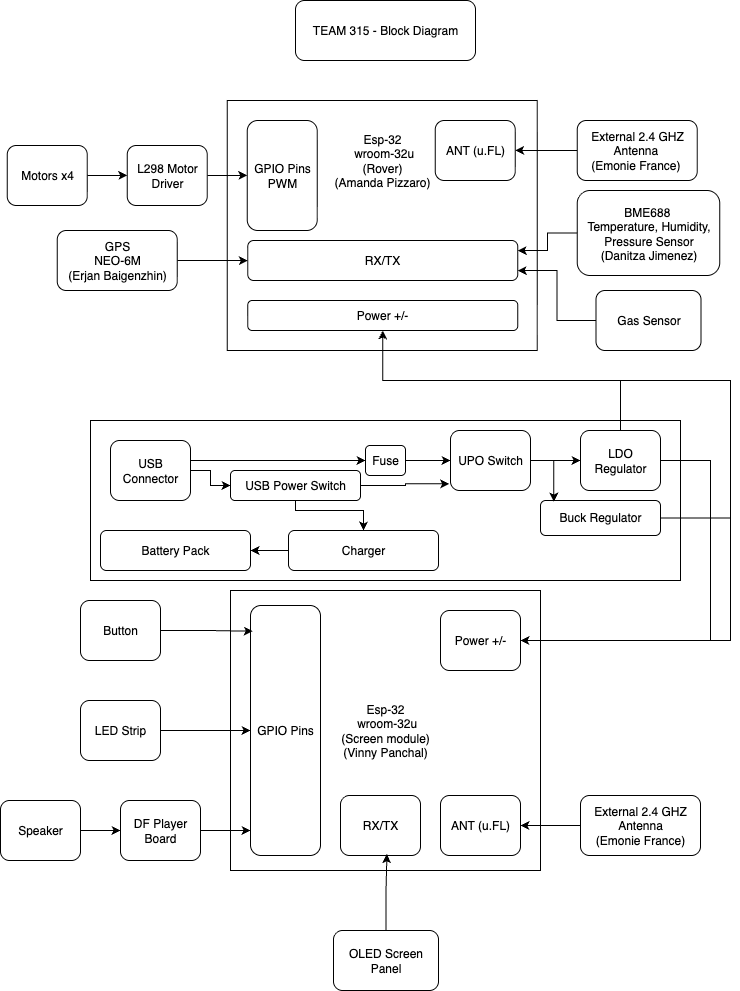 TEAM 315 - Block Diagram
Motors x4
L298 Motor
Driver
GPIO Pins
PWM
Esp-32
wroom-32u
(Rover)
(Amanda Pizzaro)
ANT (u.FL)
External 2.4 GHZ
Antenna
(Emonie France)
GPS
NEO-6M
(Erjan Baigenzhin)
RX/TX
BME688
Temperature, Humidity,
Pressure Sensor
(Danitza Jimenez)
Power +/-
Gas Sensor
USB
Connector
Fuse
USB Power Switch
UPO Switch
LDO
Regulator
Buck Regulator
Battery Pack
Charger
Button
LED Strip
Speaker
DF Player
Board
GPIO Pins
Power +/-
Esp-32
wroom-32u
(Screen module)
(Vinny Panchal)
RX/TX
ANT (u.FL)
External 2.4 GHZ
Antenna
(Emonie France)
OLED Screen
Panel